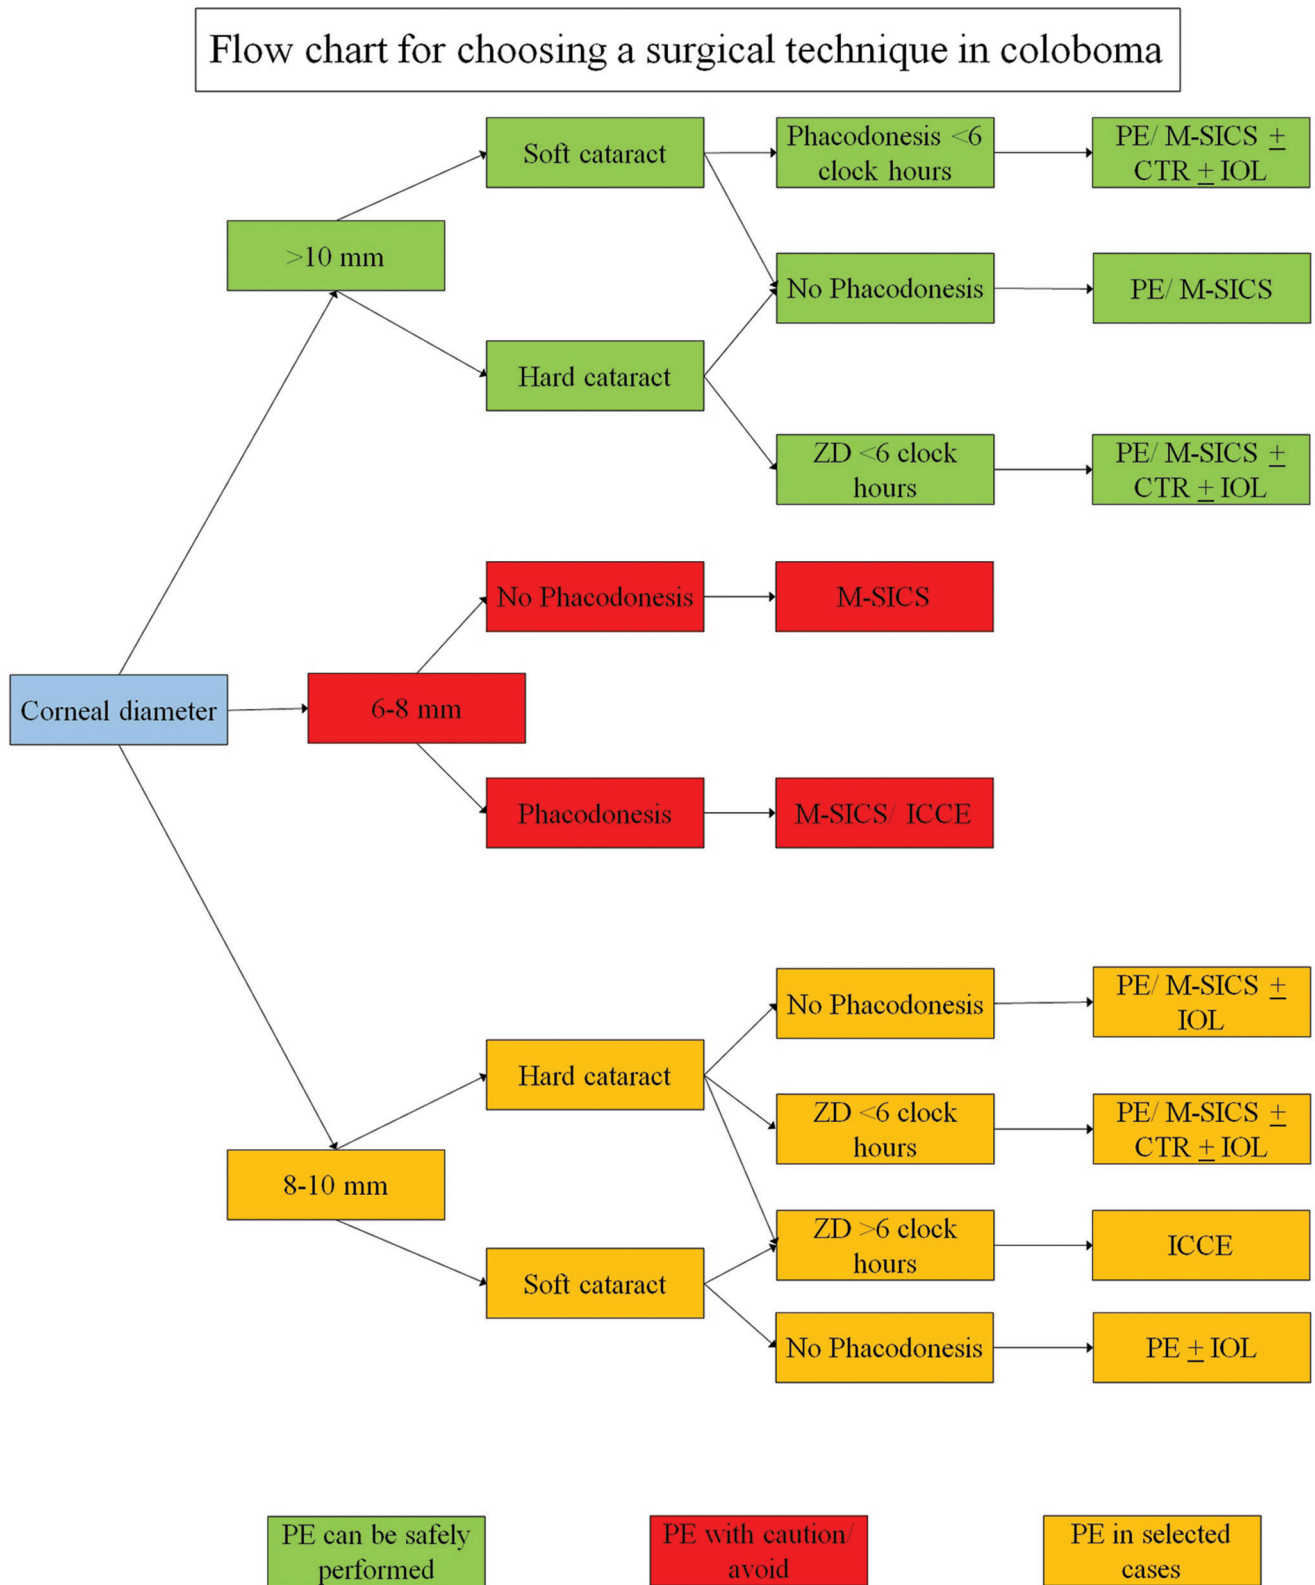 Flow chart for choosing a surgical technique in coloboma
Soft cataract
Phacodonesis <6
clock hours
PE/ M-SICS ±
CTR ± IOL
>10 mm
No Phacodonesis
PE/ M-SICS
Hard cataract
ZD <6 clock
hours
PE/ M-SICS ±
CTR ± IOL
No Phacodonesis
M-SICS
Corneal diameter
6-8 mm
Phacodonesis
M-SICS/ ICCE
No Phacodonesis
PE/ M-SICS ±
IOL
Hard cataract
ZD <6 clock
hours
PE/ M-SICS ±
CTR ± IOL
8-10 mm
ZD >6 clock
hours
ICCE
Soft cataract
No Phacodonesis
PE ± IOL
PE can be safely
performed
PE with caution/
avoid
PE in selected
cases